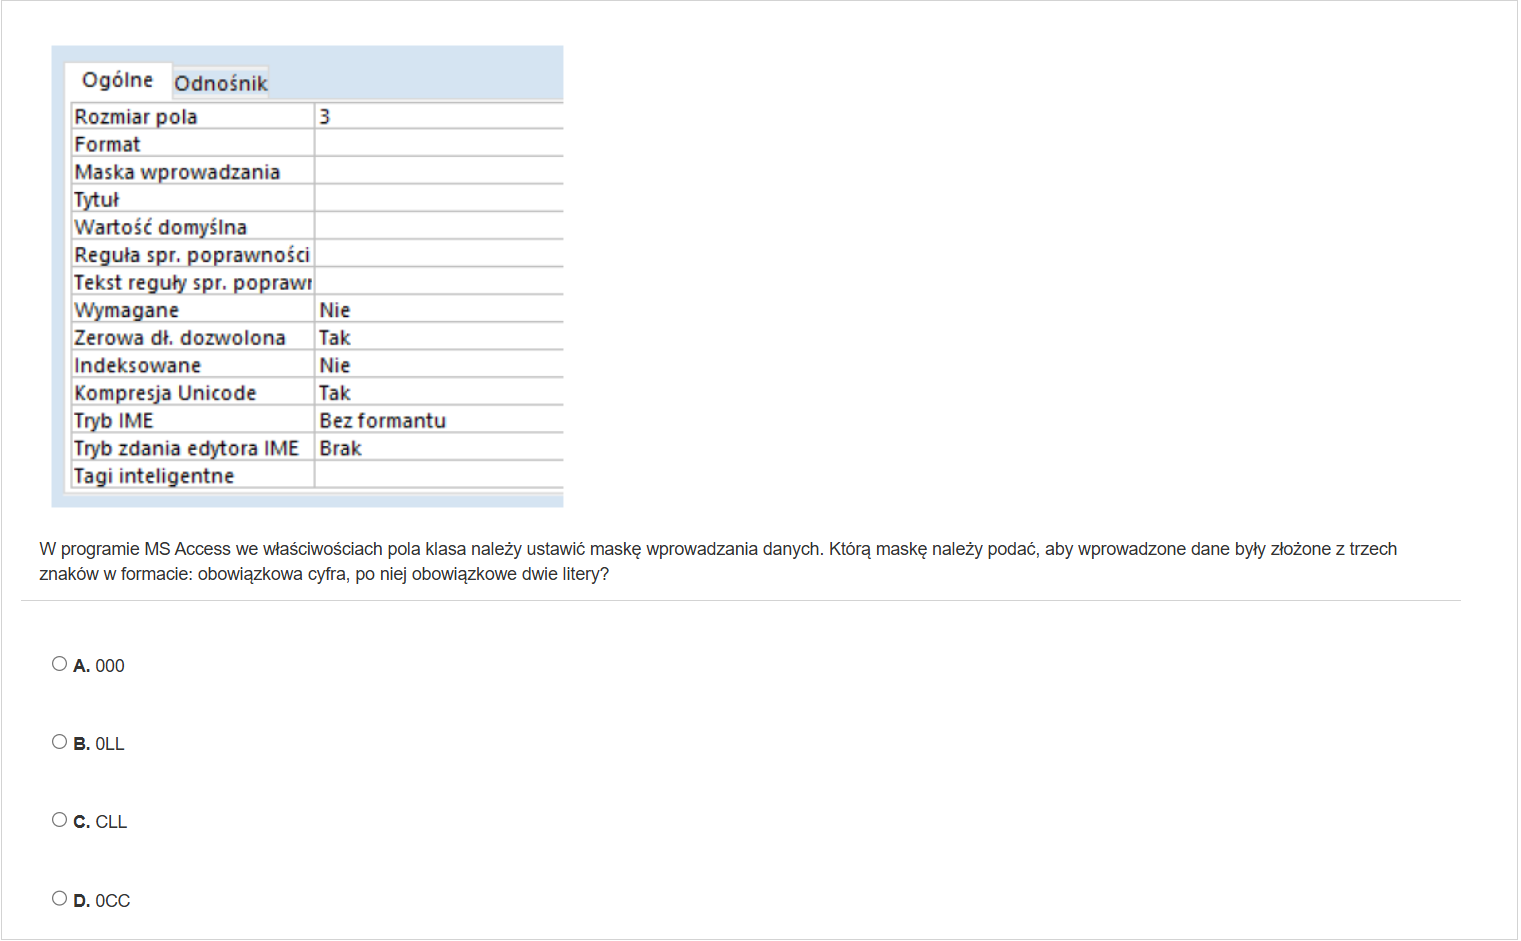 Ogólne Odnośnik
Rozmiar pola 3
Format
Maska wprowadzania
Tytuł
Wartość domyślna
Reguła spr. poprawności
Tekst reguły spr. popraw
Wymagane Nie
Zerowa dł. dozwolona Tak
Indeksowane Nie
Kompresja Unicode Tak
Tryb IME Bez formantu
Tryb zdania edytora IME Brak
Tagi inteligentne
W programie MS Access we właściwościach pola klasa należy ustawić maskę wprowadzania danych. Którą maskę należy podać, aby wprowadzone dane były złożone z trzech
znaków w formacie: obowiązkowa cyfra, po niej obowiązkowe dwie litery?
A. 000
B. 0LL
C. CLL
D. 0CC